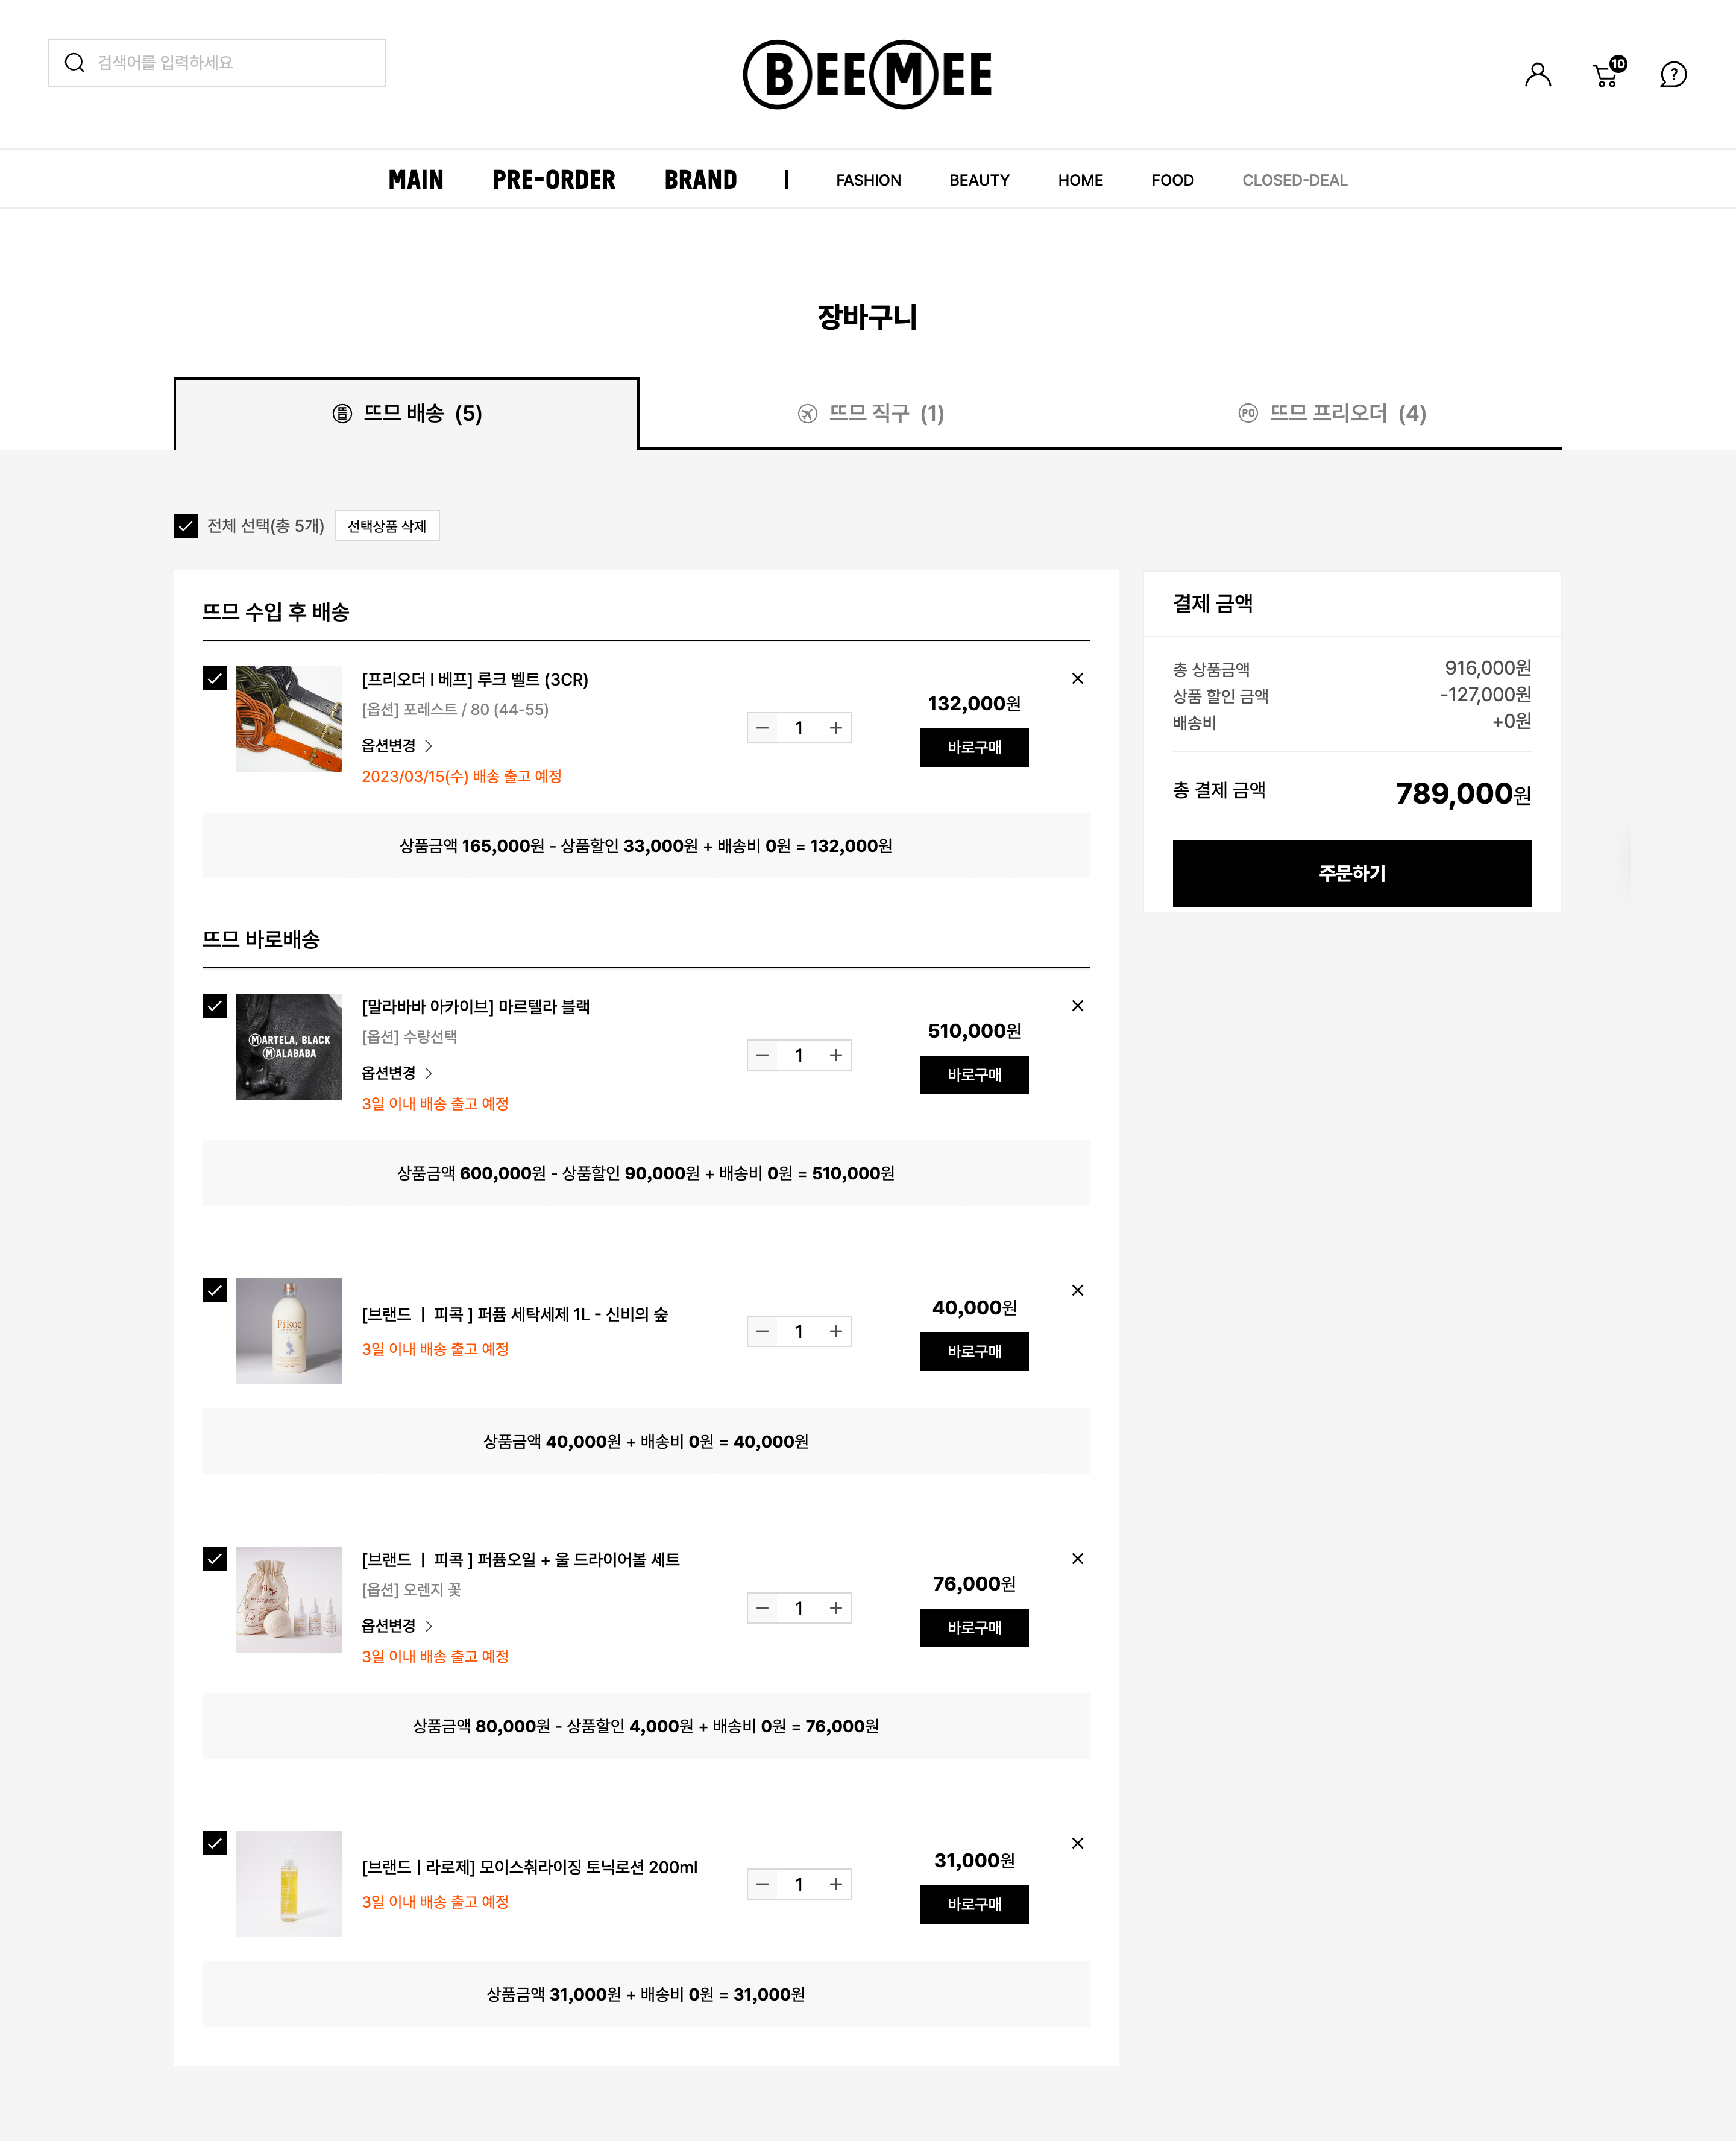 검색어를 입력하세요
BEEMEE
10
?
MAIN PRE-ORDER BRAND | FASHION BEAUTY HOME FOOD CLOSED-DEAL
장바구니
뜨므 뜨므 배송 (5)
뜨므 직구 (1)
PO 뜨므 프리오더 (4)
전체 선택(총 5개) 선택상품 삭제
뜨므 수입 후 배송
[프리오더 I 베프] 루크 벨트 (3CR)
[옵션] 포레스트 / 80 (44-55)
옵션변경
2023/03/15(수) 배송 출고 예정
1
132,000원
바로구매
상품금액 165,000원 - 상품할인 33,000원 + 배송비 0원 = 132,000원
뜨므 바로배송
MARTELA, BLACK
MALABABA
[말라바바 아카이브] 마르텔라 블랙
[옵션] 수량선택
옵션변경
3일 이내 배송 출고 예정
1
510,000원
바로구매
상품금액 600,000원 - 상품할인 90,000원 + 배송비 0원 = 510,000원
Pikoc
[브랜드 ㅣ 피콕 ] 퍼퓸 세탁세제 1L - 신비의 숲
3일 이내 배송 출고 예정
1
40,000원
바로구매
상품금액 40,000원 + 배송비 0원 = 40,000원
[브랜드 ㅣ 피콕 ] 퍼퓸오일 + 울 드라이어볼 세트
[옵션] 오렌지 꽃
옵션변경
3일 이내 배송 출고 예정
1
76,000원
바로구매
상품금액 80,000원 - 상품할인 4,000원 + 배송비 0원 = 76,000원
[브랜드ㅣ라로제] 모이스춰라이징 토닉로션 200ml
3일 이내 배송 출고 예정
1
31,000원
바로구매
상품금액 31,000원 + 배송비 0원 = 31,000원
결제 금액
총 상품금액 916,000원
상품 할인 금액 -127,000원
배송비 +0원
총 결제 금액 789,000원
주문하기